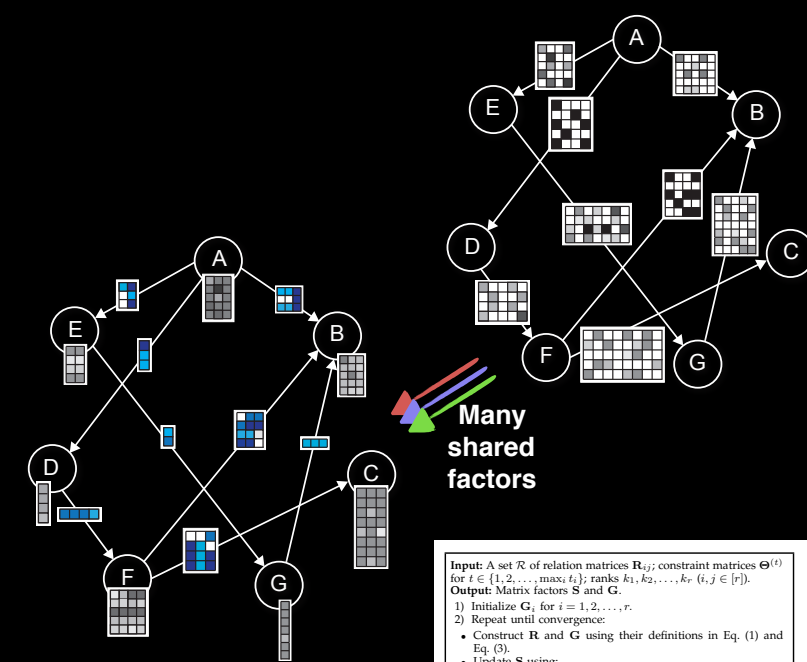 A
E
B
D
C
F
G
A
E
B
D
C
F
G
Many
shared
factors
Input: A set R of relation matrices R_ij; constraint matrices Θ^(t)
for t ∈ {1, 2, . . . , max_i t_i}; ranks k_1, k_2, . . . , k_r (i, j ∈ [r]).
Output: Matrix factors S and G.
1) Initialize G_i for i = 1, 2, . . . , r.
2) Repeat until convergence:
• Construct R and G using their definitions in Eq. (1) and
Eq. (3).
• Update S using: